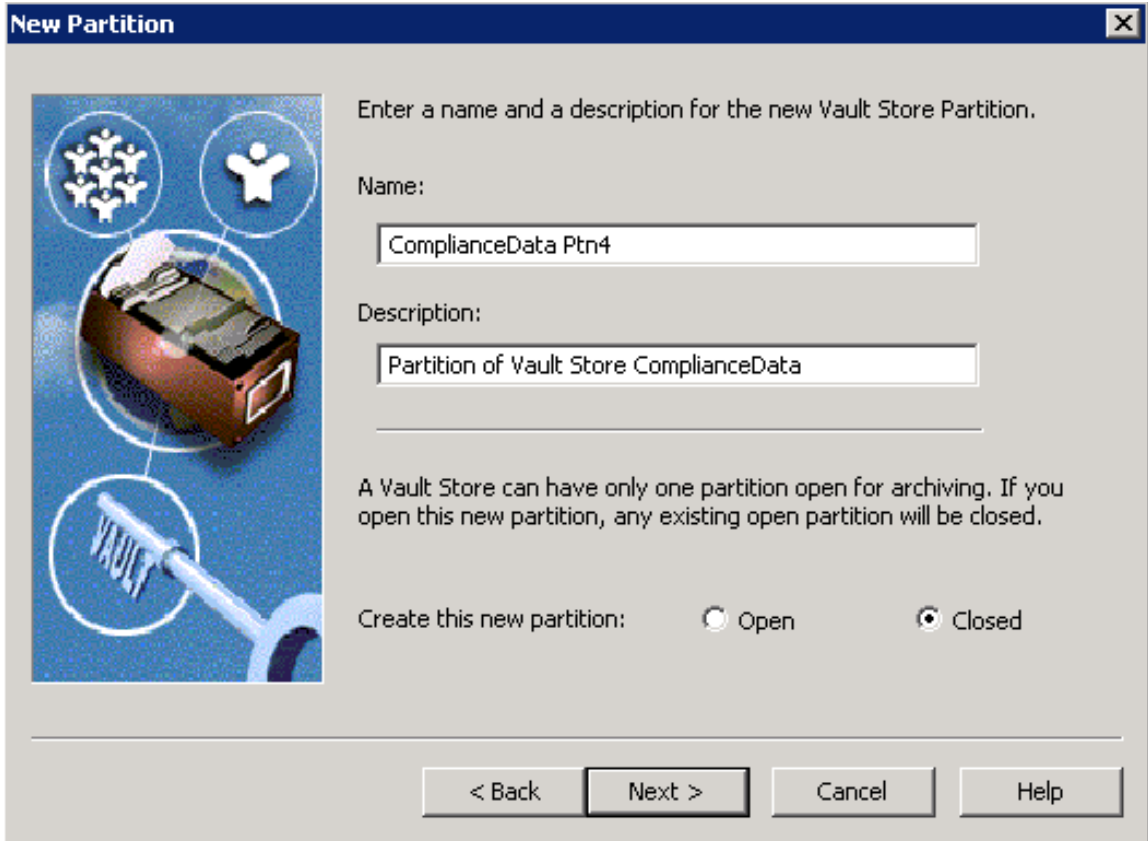 New Partition
Enter a name and a description for the new Vault Store Partition.
Name:
ComplianceData Ptn4
Description:
Partition of Vault Store ComplianceData
A Vault Store can have only one partition open for archiving. If you
open this new partition, any existing open partition will be closed.
VAULT
Create this new partition: Open Closed
< Back Next > Cancel Help